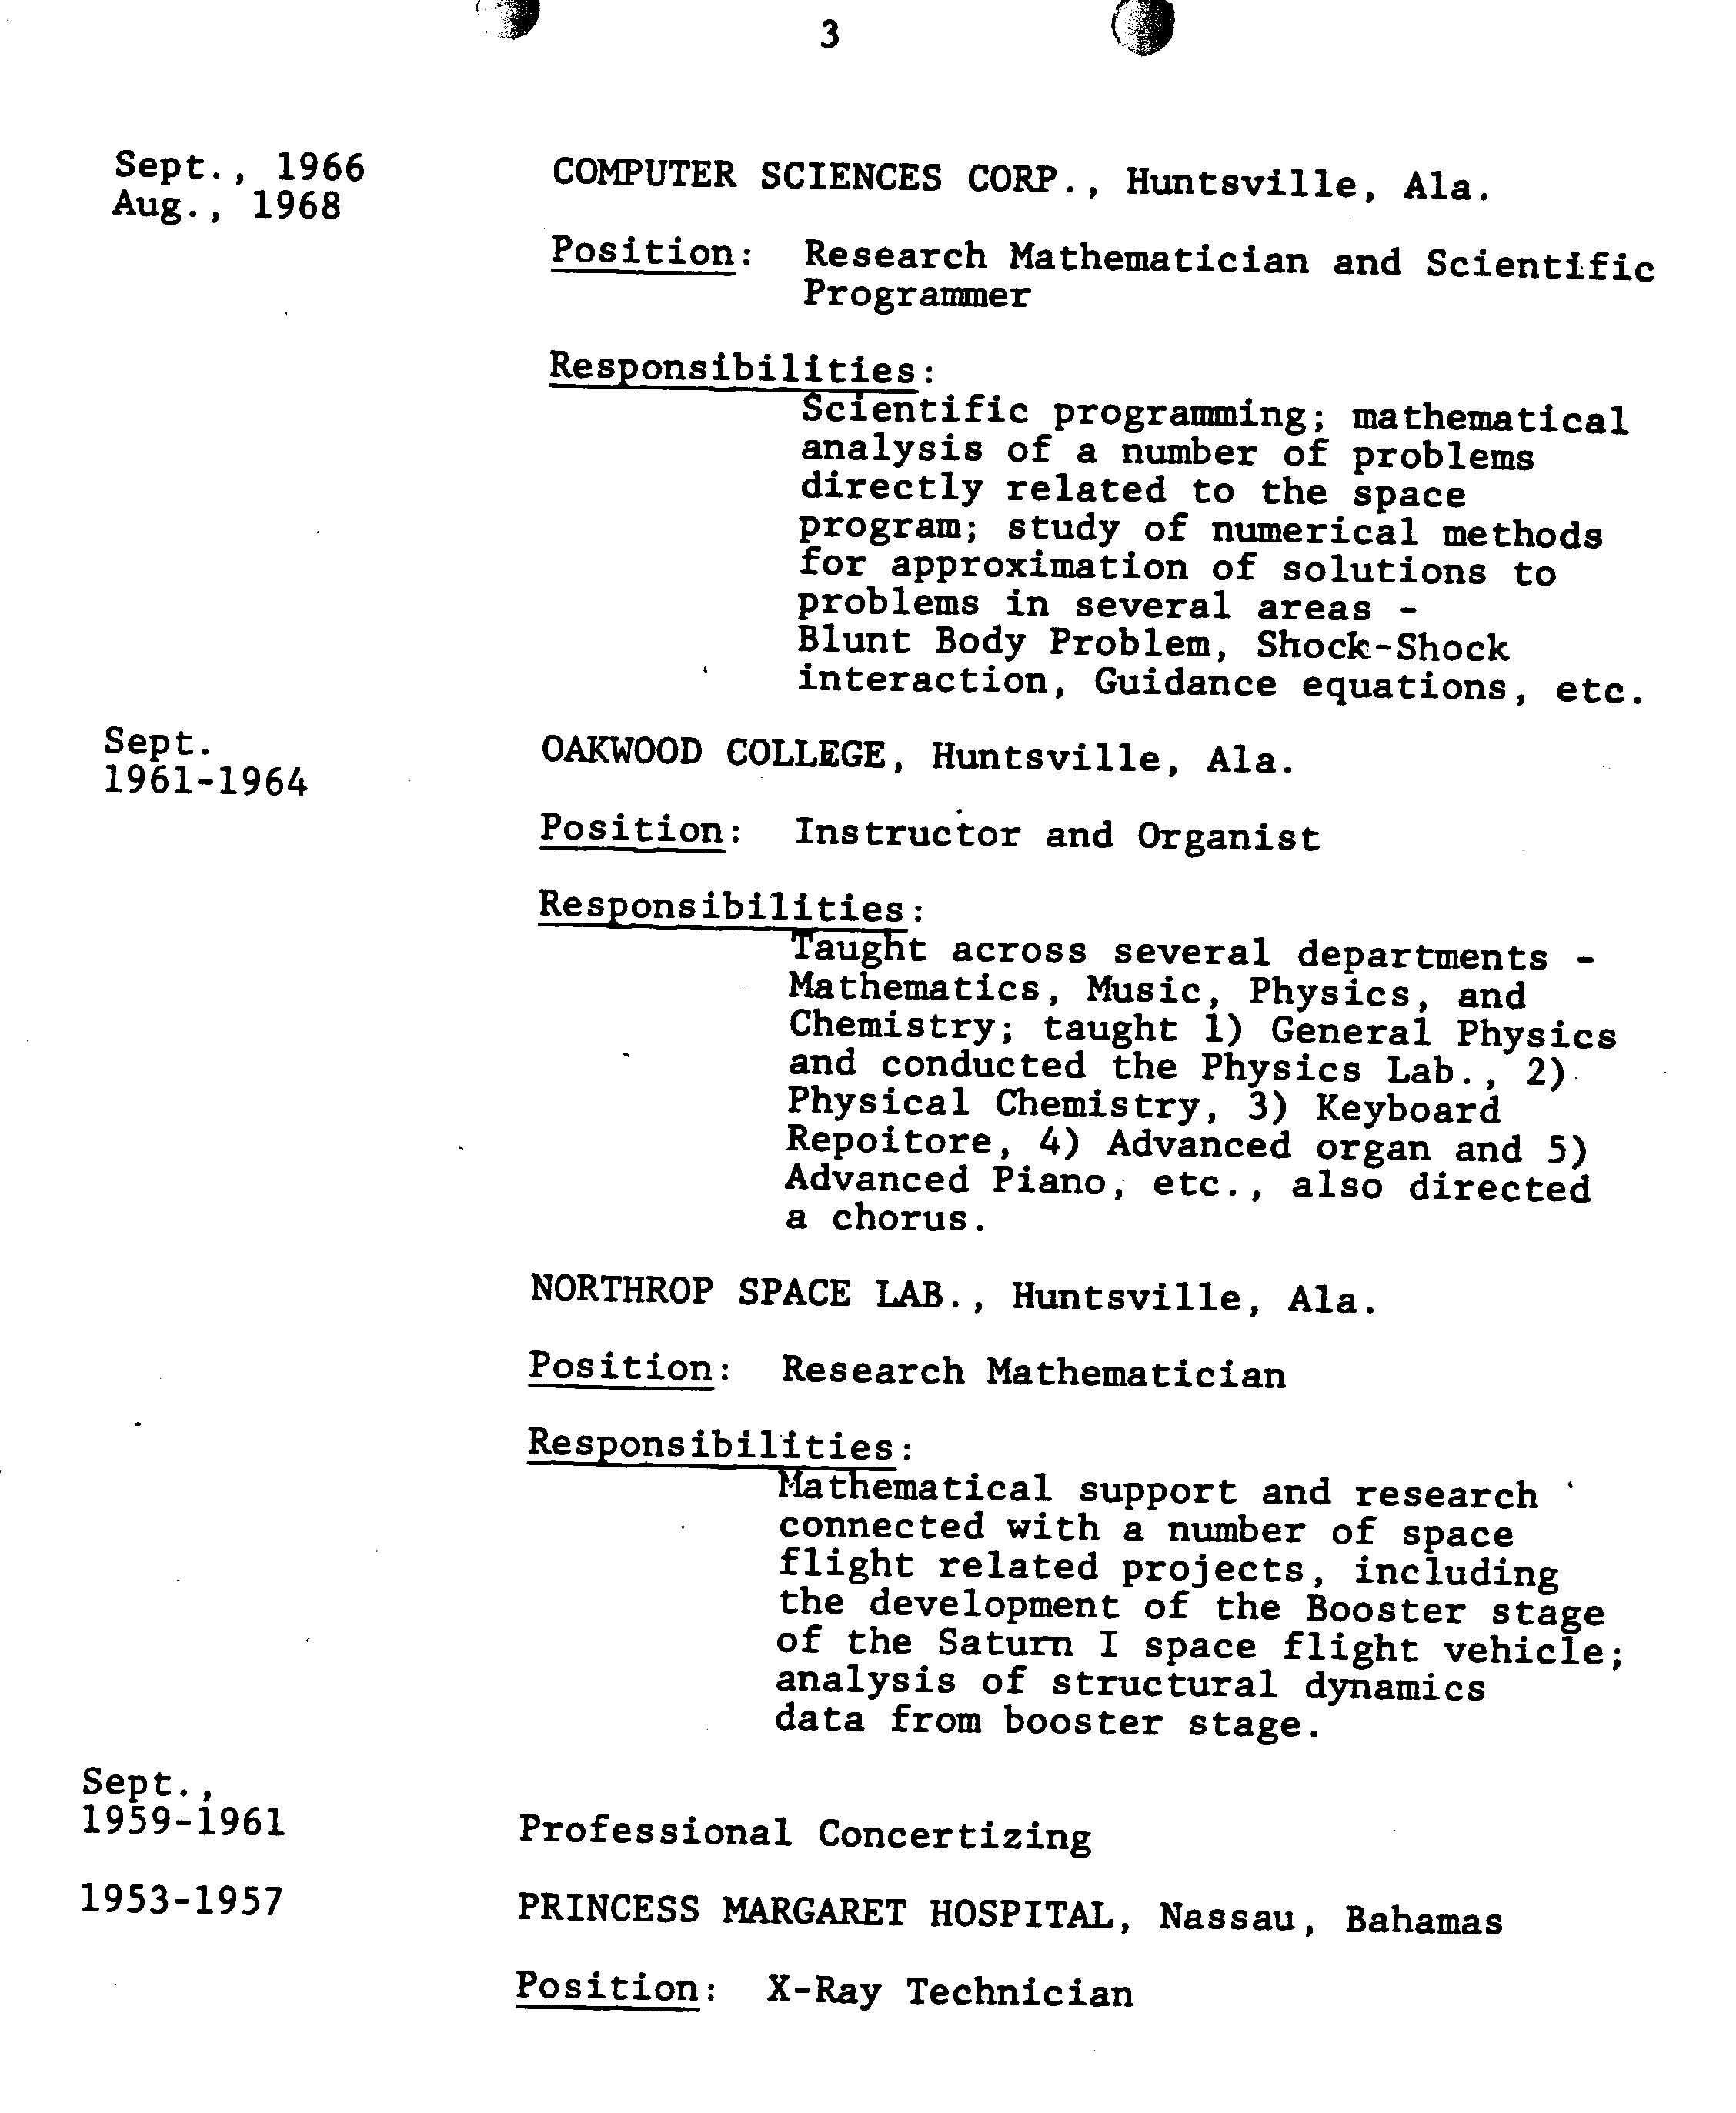 3
Sept., 1966
Aug., 1968
COMPUTER SCIENCES CORP., Huntsville, Ala.
Position: Research Mathematician and Scientific
Programmer
Responsibilities:
Scientific programming; mathematical
analysis of a number of problems
directly related to the space
program; study of numerical methods
for approximation of solutions to
problems in several areas -
Blunt Body Problem, Shock-Shock
interaction, Guidance equations, etc.
Sept.
1961-1964
OAKWOOD COLLEGE, Huntsville, Ala.
Position: Instructor and Organist
Responsibilities:
Taught across several departments -
Mathematics, Music, Physics, and
Chemistry; taught 1) General Physics
and conducted the Physics Lab., 2)
Physical Chemistry, 3) Keyboard
Repoitore, 4) Advanced organ and 5)
Advanced Piano, etc., also directed
a chorus.
NORTHROP SPACE LAB., Huntsville, Ala.
Position: Research Mathematician
Responsibilities:
Mathematical support and research
connected with a number of space
flight related projects, including
the development of the Booster stage
of the Saturn I space flight vehicle;
analysis of structural dynamics
data from booster stage.
Sept.,
1959-1961
Professional Concertizing
1953-1957
PRINCESS MARGARET HOSPITAL, Nassau, Bahamas
Position: X-Ray Technician